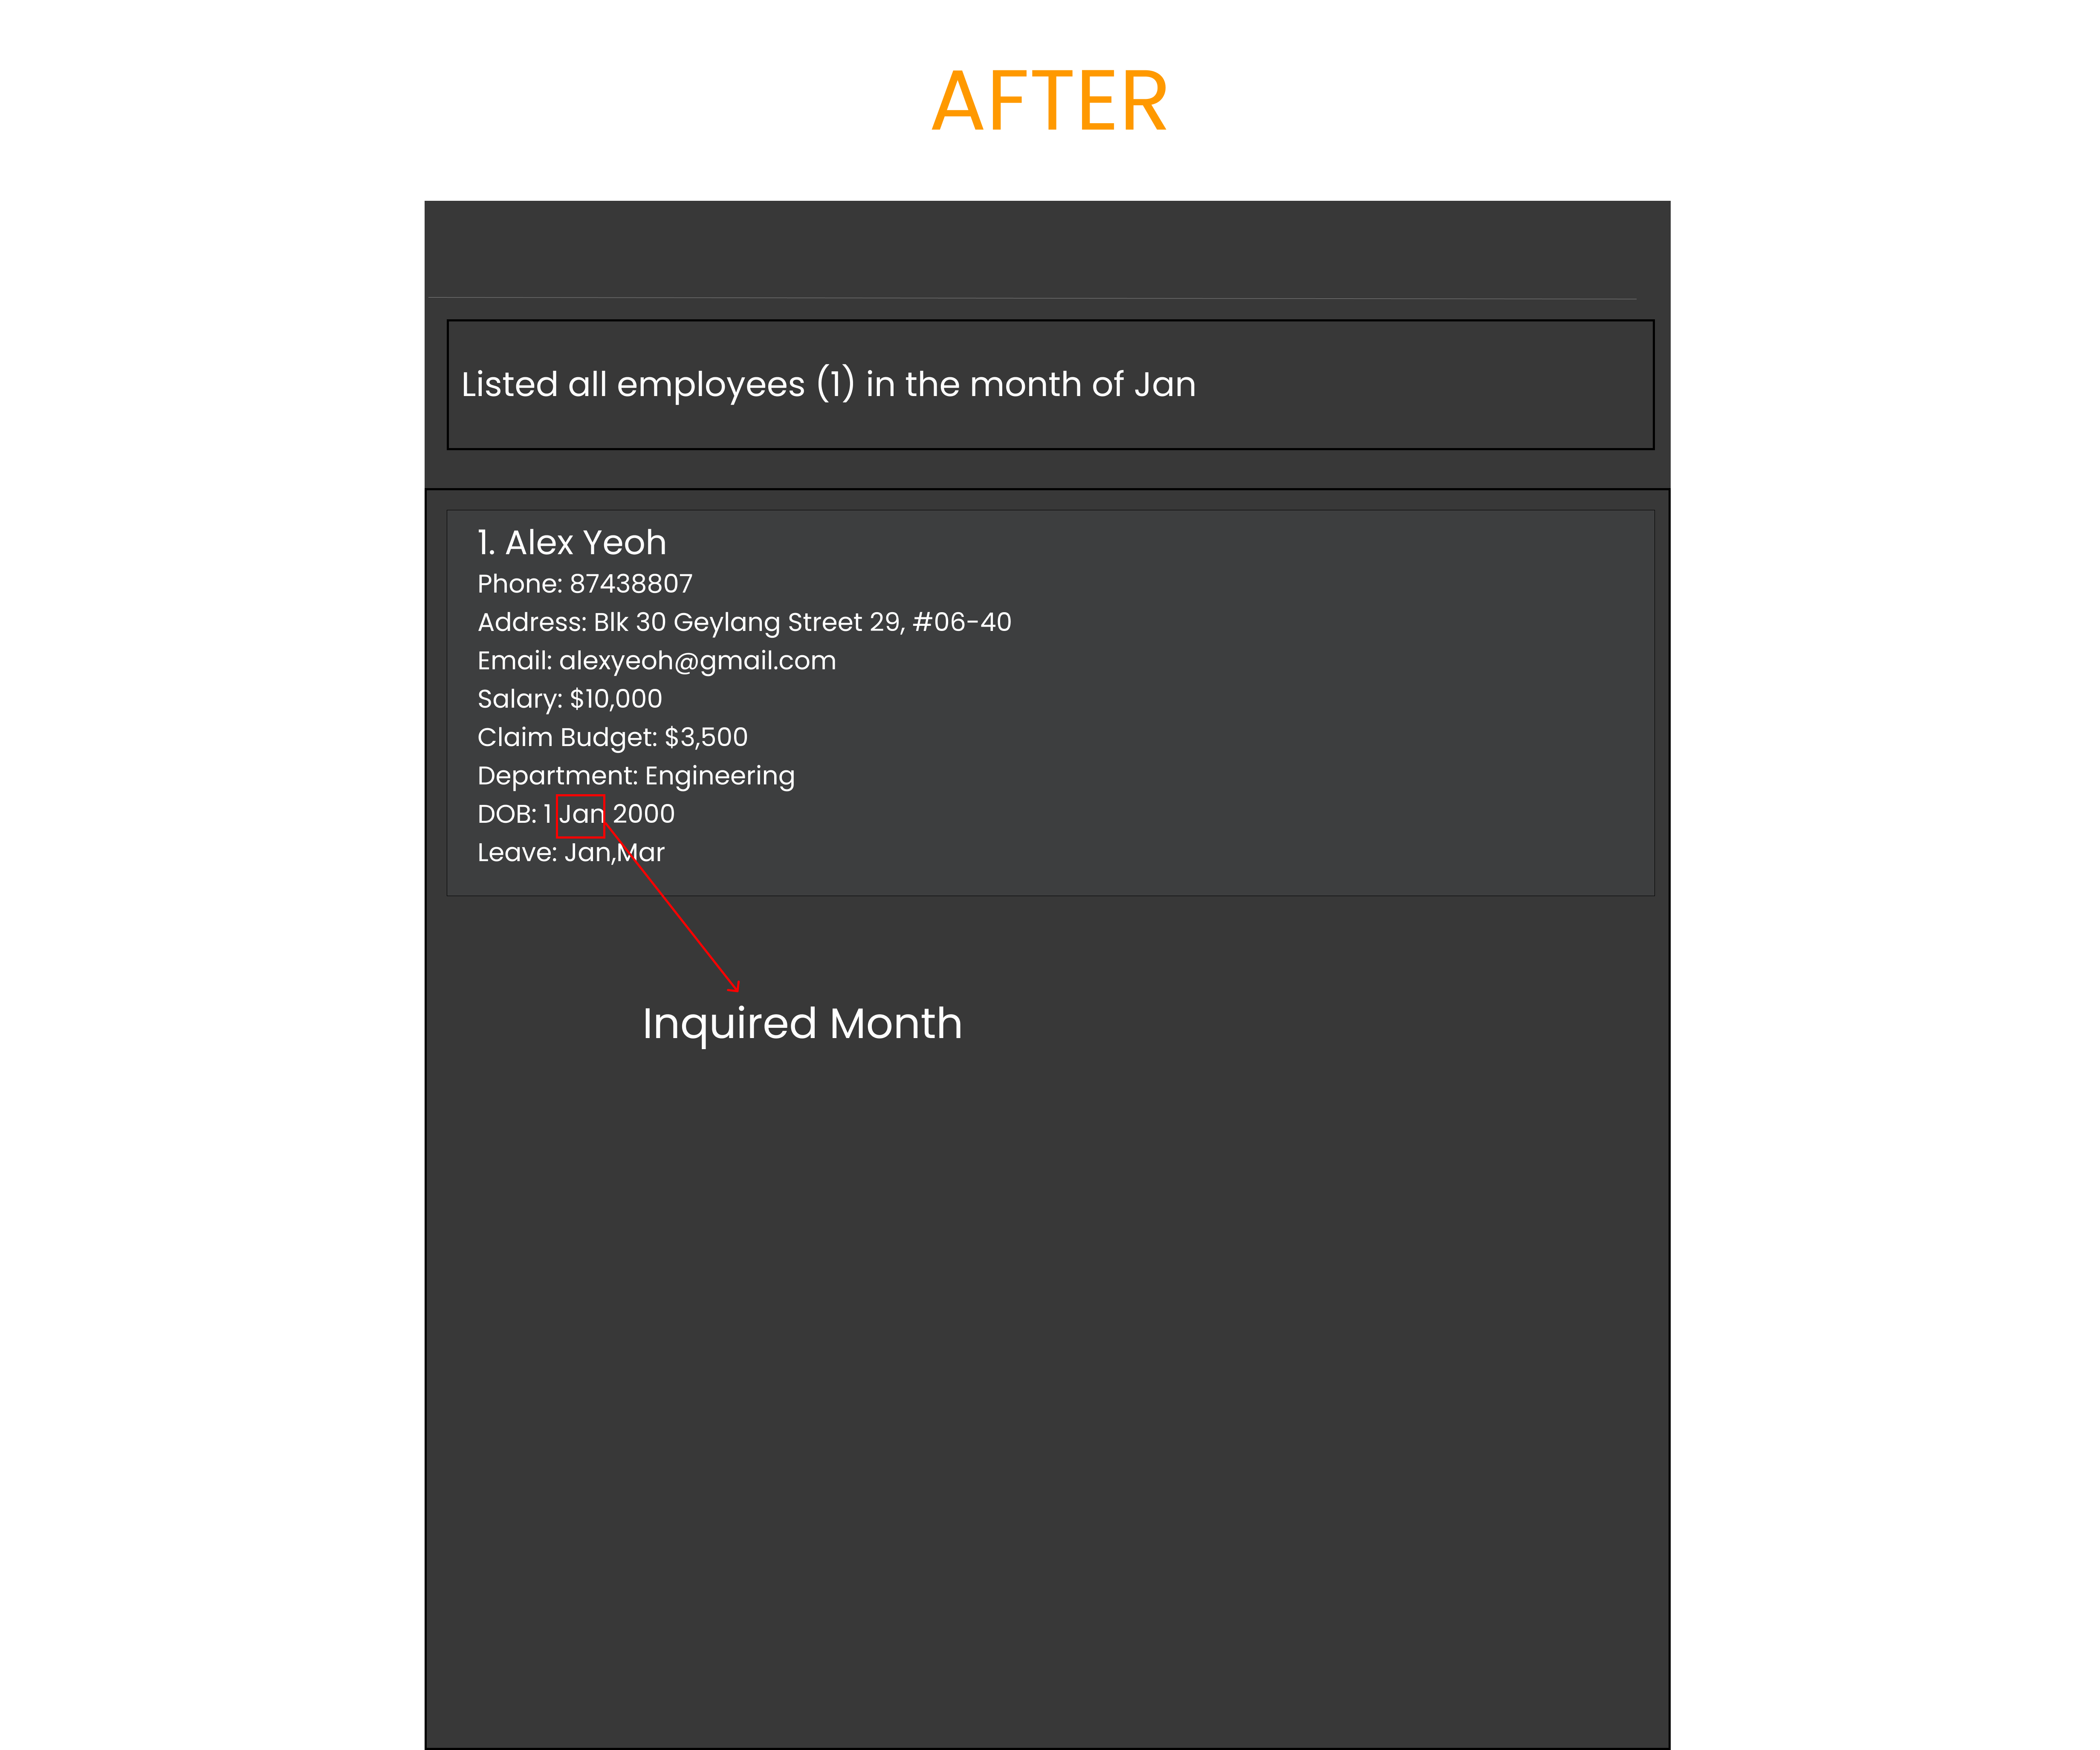 AFTER
Listed all employees (1) in the month of Jan
1. Alex Yeoh
Phone: 87438807
Address: Blk 30 Geylang Street 29, #06-40
Email: alexyeoh@gmail.com
Salary: $10,000
Claim Budget: $3,500
Department: Engineering
DOB: 1 Jan 2000
Leave: Jan,Mar
Inquired Month